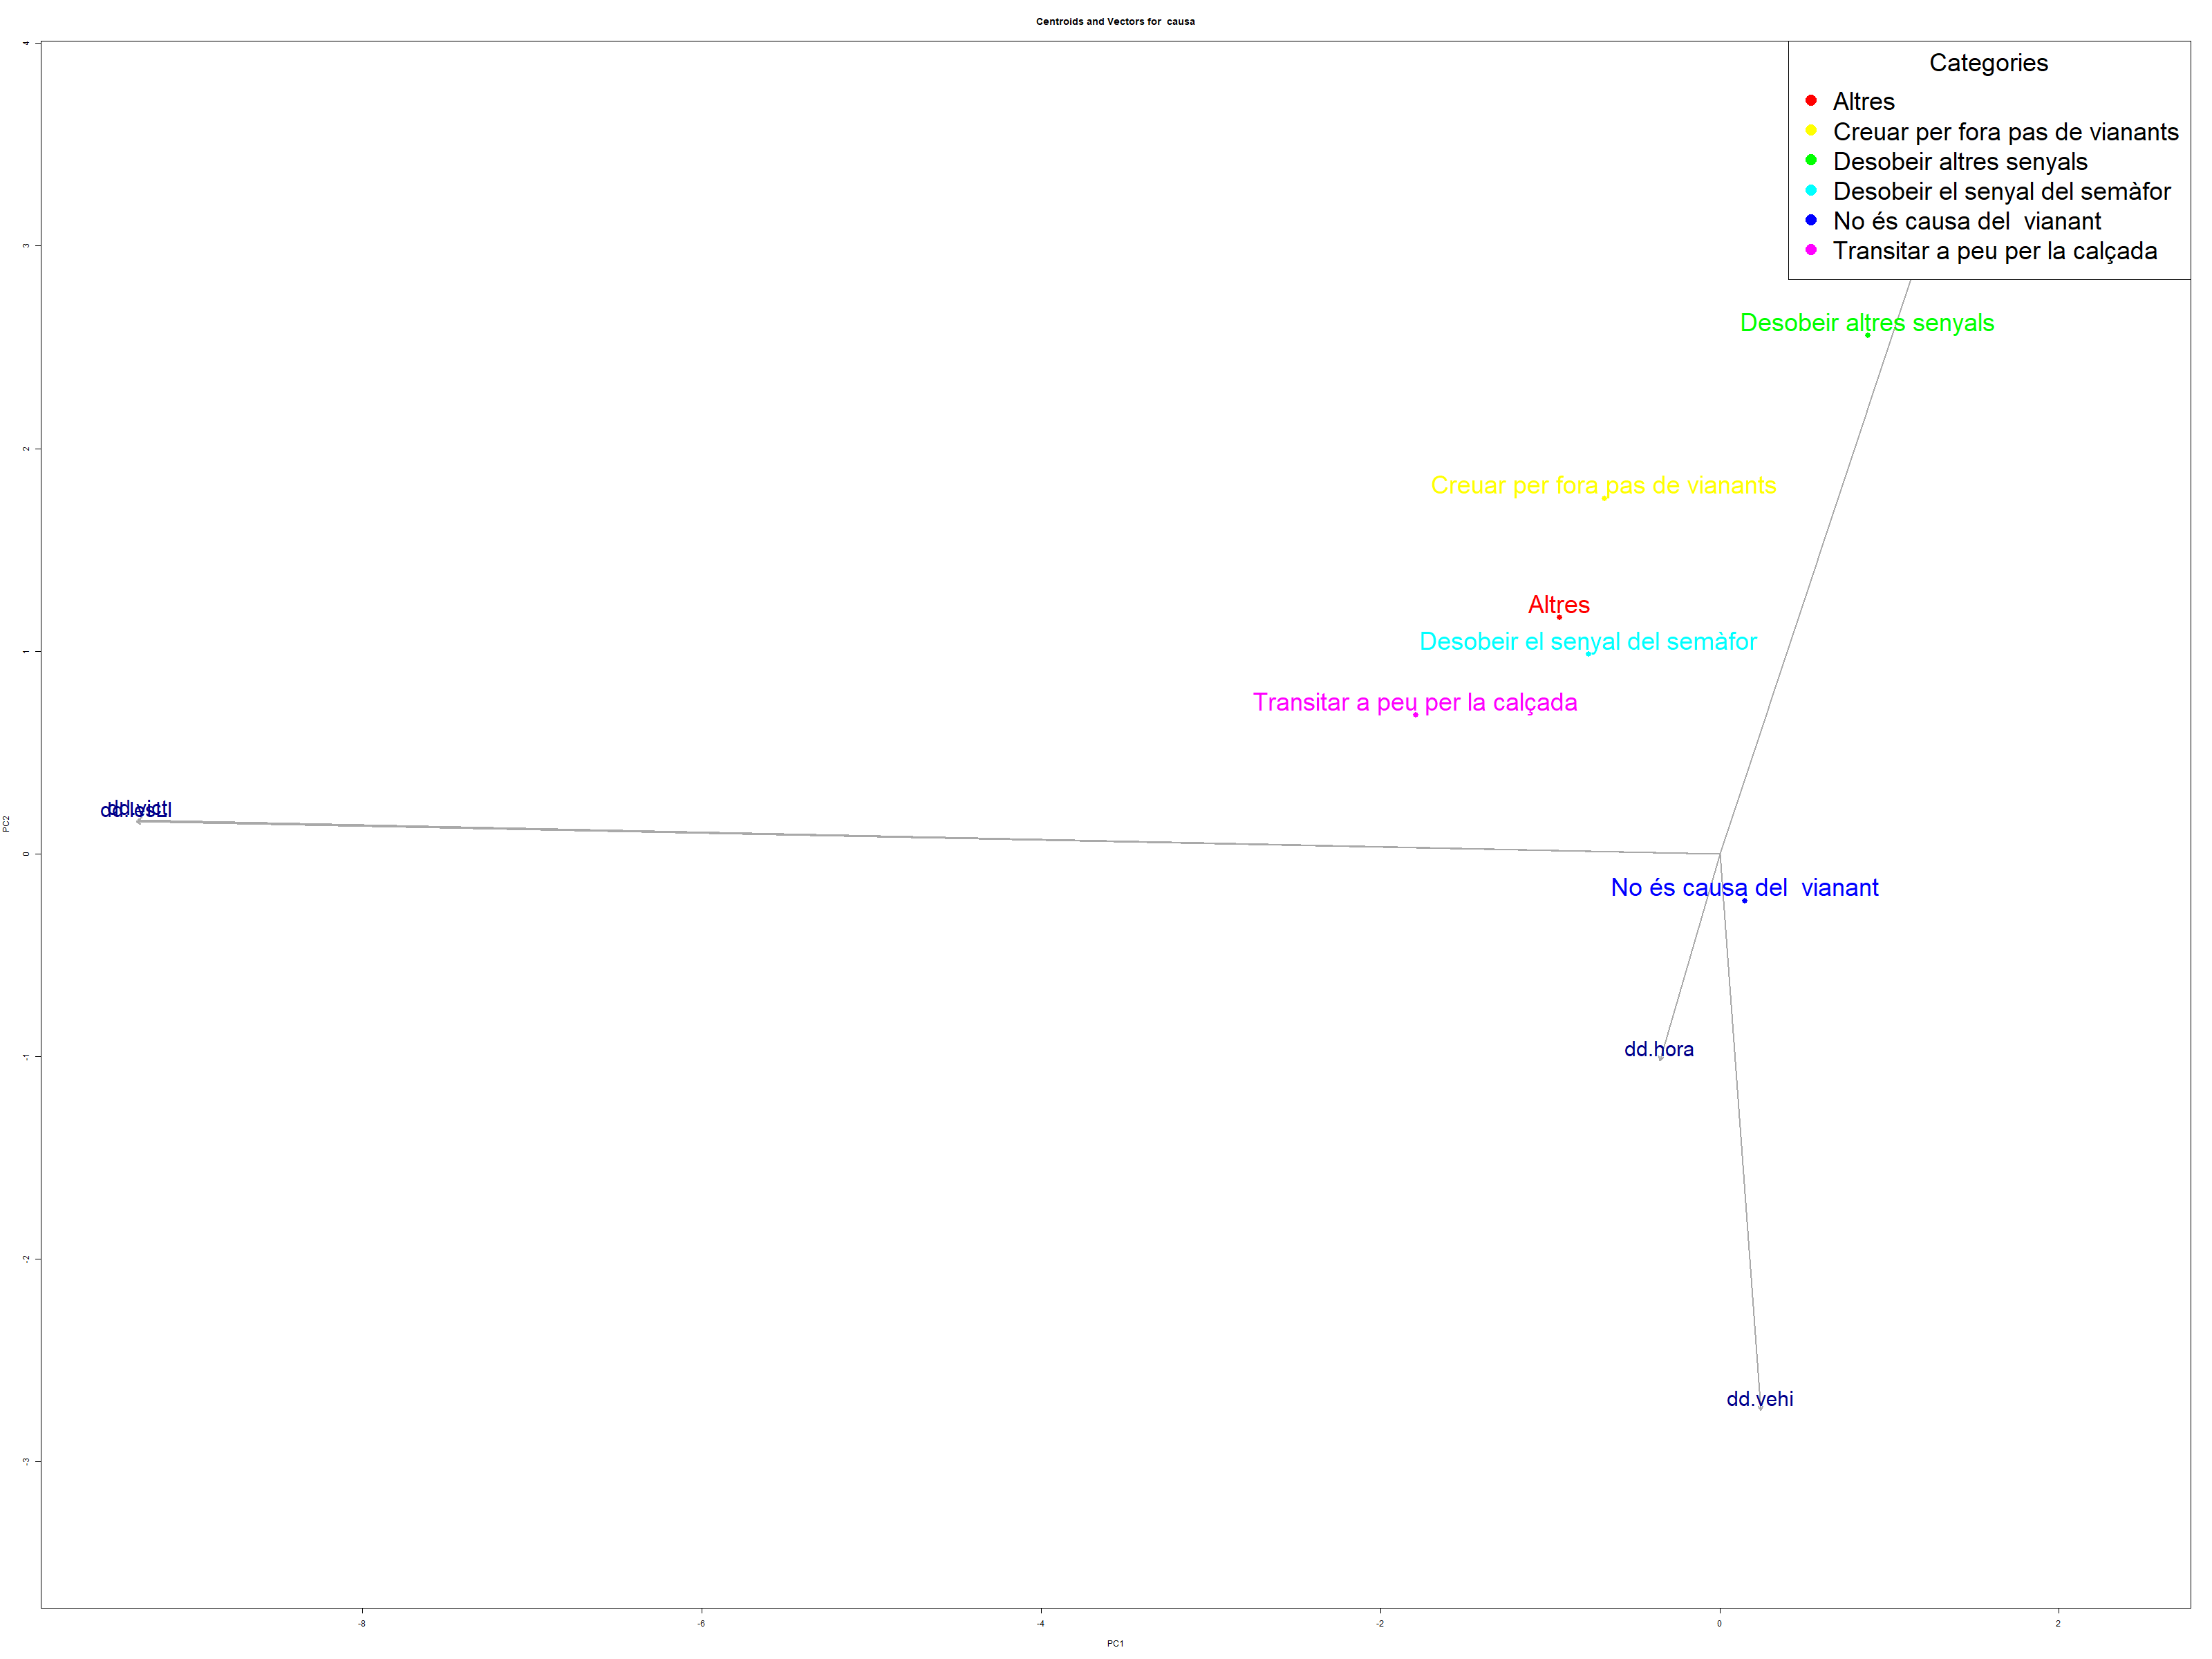 Centroids and Vectors for causa
Categories
Altres
Creuar per fora pas de vianants
Desobeir altres senyals
Desobeir el senyal del semàfor
No és causa del vianant
Transitar a peu per la calçada
Desobeir altres senyals
Creuar per fora pas de vianants
Altres
Desobeir el senyal del semàfor
Transitar a peu per la calçada
No és causa del vianant
dd.hora
dd.vehi
4
3
2
1
0
-1
-2
-3
PC2
-8
-6
-4
-2
0
2
PC1